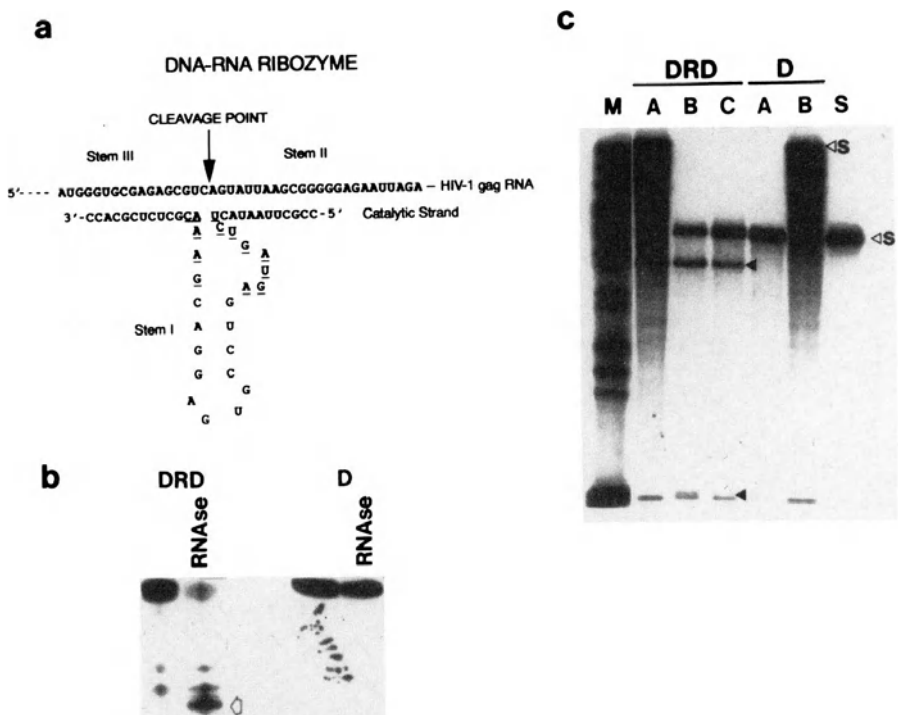 a
DNA-RNA RIBOZYME
CLEAVAGE POINT
Stem III Stem II
5'---- AUGGGUGCGAGAGCGUCAGUAUUAAGCGGGGGAGAAUUAGA – HIV-1 gag RNA
3'-CCACGCUCUCGCA UCAUAAUUCGCC-5' Catalytic Strand
A C U
A G A
G U
A G
C G
Stem I A U
G C
G C
A G
G U
b
DRD D
RNAse RNAse
c
DRD D
M A B C A B S
S
S